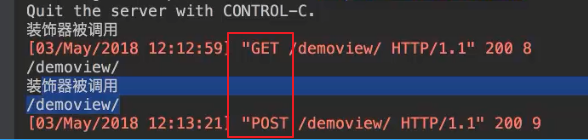 Quit the server with CONTROL-C.
装饰器被调用
[03/May/2018 12:12:59] "GET /demoview/ HTTP/1.1" 200 8
/demoview/
装饰器被调用
/demoview/
[03/May/2018 12:13:21] "POST /demoview/ HTTP/1.1" 200 9